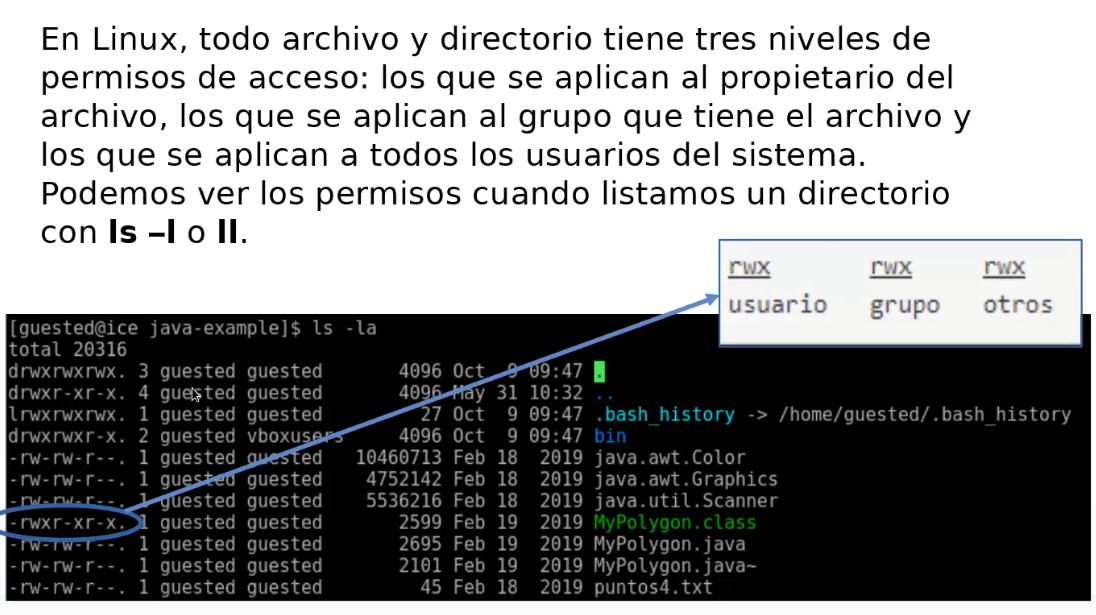 En Linux, todo archivo y directorio tiene tres niveles de
permisos de acceso: los que se aplican al propietario del
archivo, los que se aplican al grupo que tiene el archivo y
los que se aplican a todos los usuarios del sistema.
Podemos ver los permisos cuando listamos un directorio
con ls –l o ll.
rwx rwx rwx
usuario grupo otros
[guested@ice java-example]$ ls -la
total 20316
drwxrwxrwx. 3 guested guested 4096 Oct 9 09:47 .
drwxr-xr-x. 4 guested guested 4096 May 31 10:32 ..
lrwxrwxrwx. 1 guested guested 27 Oct 9 09:47 .bash_history -> /home/guested/.bash_history
drwxrwxr-x. 2 guested vboxusers 4096 Oct 9 09:47 bin
-rw-rw-r--. 1 guested guested 10460713 Feb 18 2019 java.awt.Color
-rw-rw-r--. 1 guested guested 4752142 Feb 18 2019 java.awt.Graphics
-rw-rw-r--. 1 guested guested 5536216 Feb 18 2019 java.util.Scanner
-rwxr-xr-x. 1 guested guested 2599 Feb 19 2019 MyPolygon.class
-rw-rw-r--. 1 guested guested 2695 Feb 19 2019 MyPolygon.java
-rw-rw-r--. 1 guested guested 2101 Feb 19 2019 MyPolygon.java~
-rw-rw-r--. 1 guested guested 45 Feb 18 2019 puntos4.txt